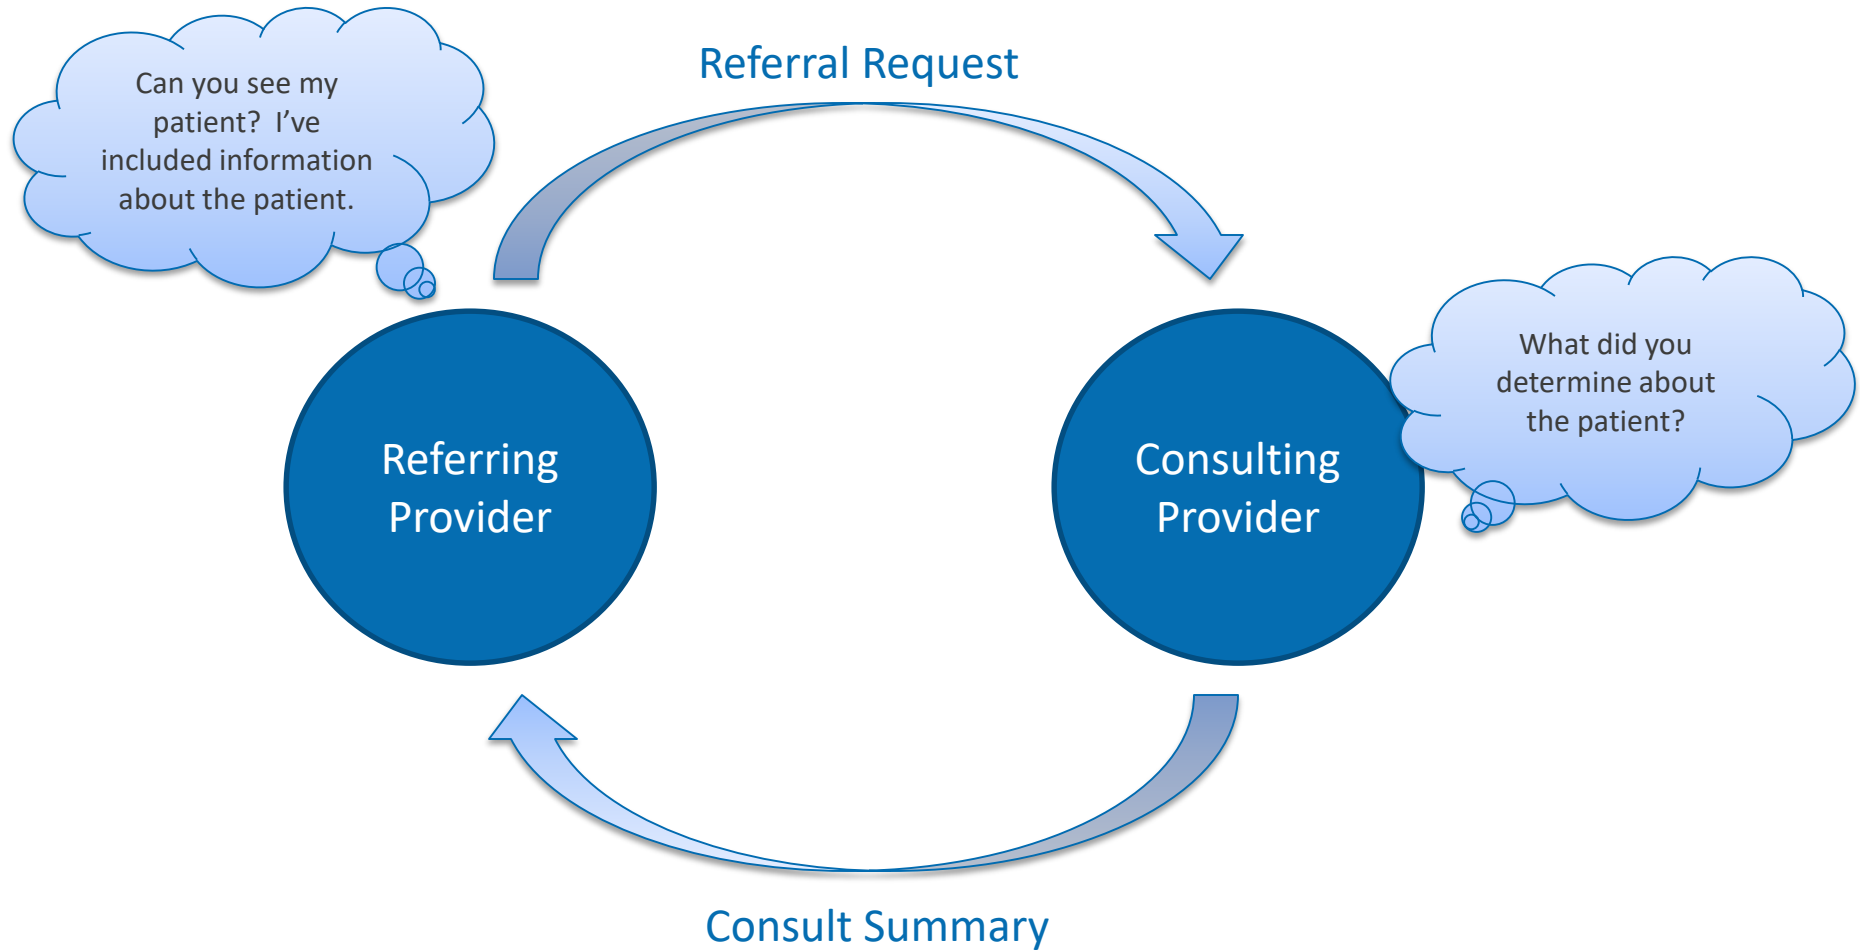 Referral Request
Can you see my
patient?  I’ve
included information
about the patient.
What did you
determine about
the patient?
Referring
Provider
Consulting
Provider
Consult Summary